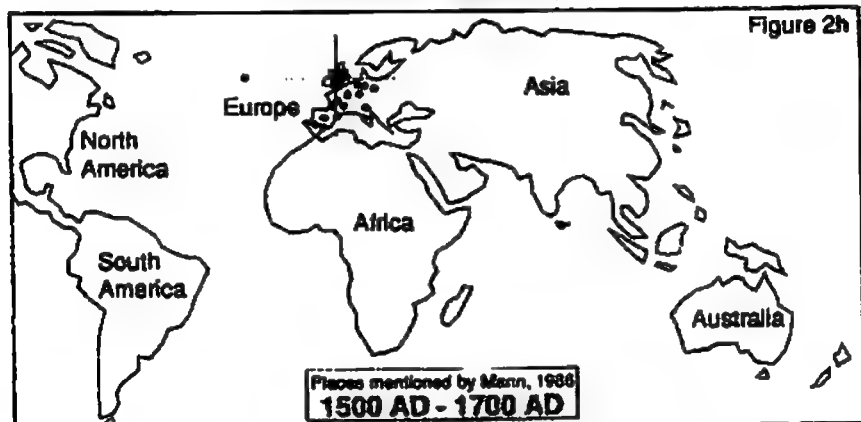 Figure 2h
Europe
Asia
North
America
Africa
South
America
Australia
Places mentioned by Mann, 1986
1500 AD - 1700 AD